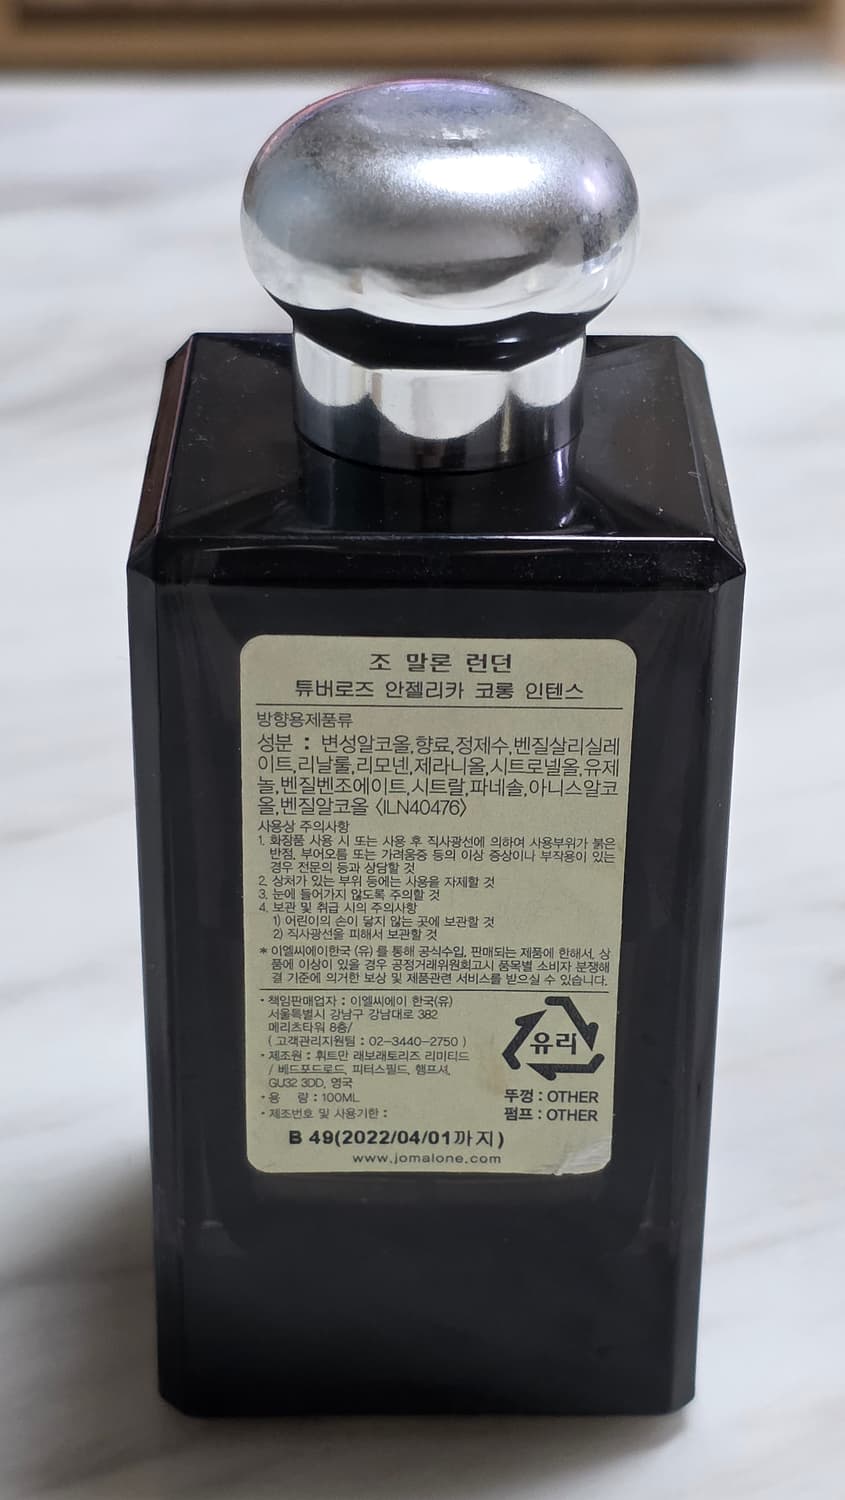 조 말론 런던
튜버로즈 안젤리카 코롱 인텐스
방향용제품류
성분 : 변성알코올,향료,정제수,벤질살리실레
이트,리날룰,리모넨,제라니올,시트로넬올,유제
놀,벤질벤조에이트,시트랄,파네솔,아니스알코
올,벤질알코올 〈ILN40476〉
사용상 주의사항
1. 화장품 사용 시 또는 사용 후 직사광선에 의하여 사용부위가 붉은
반점, 부어오름 또는 가려움증 등의 이상 증상이나 부작용이 있는
경우 전문의 등과 상담할 것
2. 상처가 있는 부위 등에는 사용을 자제할 것
3. 눈에 들어가지 않도록 주의할 것
4. 보관 및 취급 시의 주의사항
1) 어린이의 손이 닿지 않는 곳에 보관할 것
2) 직사광선을 피해서 보관할 것
* 이엘씨에이한국 (유) 를 통해 공식수입, 판매되는 제품에 한해서, 상
품에 이상이 있을 경우 공정거래위원회고시 품목별 소비자 분쟁해
결 기준에 의거한 보상 및 제품관련 서비스를 받으실 수 있습니다.
• 책임판매업자 : 이엘씨에이 한국(유)
서울특별시 강남구 강남대로 382
메리츠타워 8층/
( 고객관리지원팀 : 02-3440-2750 )
• 제조원 : 휘트만 래보래토리즈 리미티드
/ 베드포드로드, 피터스필드, 햄프셔,
GU32 3DD, 영국
• 용 량 : 100ML
• 제조번호 및 사용기한 :
유리
뚜껑 : OTHER
펌프 : OTHER
B 49(2022/04/01까지)
www.jomalone.com